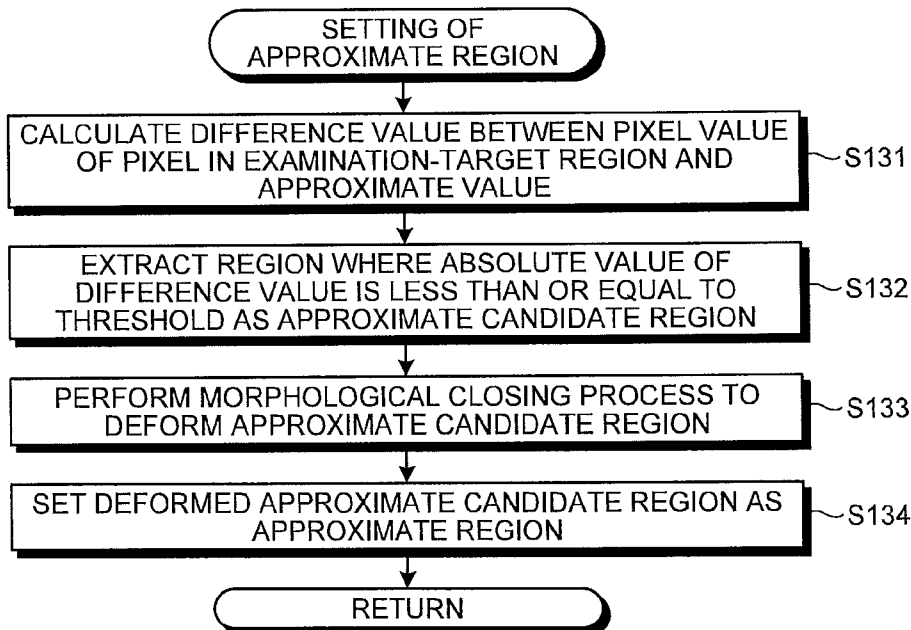 SETTING OF
APPROXIMATE REGION
CALCULATE DIFFERENCE VALUE BETWEEN PIXEL VALUE
OF PIXEL IN EXAMINATION-TARGET REGION AND
APPROXIMATE VALUE
S131
EXTRACT REGION WHERE ABSOLUTE VALUE OF
DIFFERENCE VALUE IS LESS THAN OR EQUAL TO
THRESHOLD AS APPROXIMATE CANDIDATE REGION
S132
PERFORM MORPHOLOGICAL CLOSING PROCESS TO
DEFORM APPROXIMATE CANDIDATE REGION
S133
SET DEFORMED APPROXIMATE CANDIDATE REGION AS
APPROXIMATE REGION
S134
RETURN